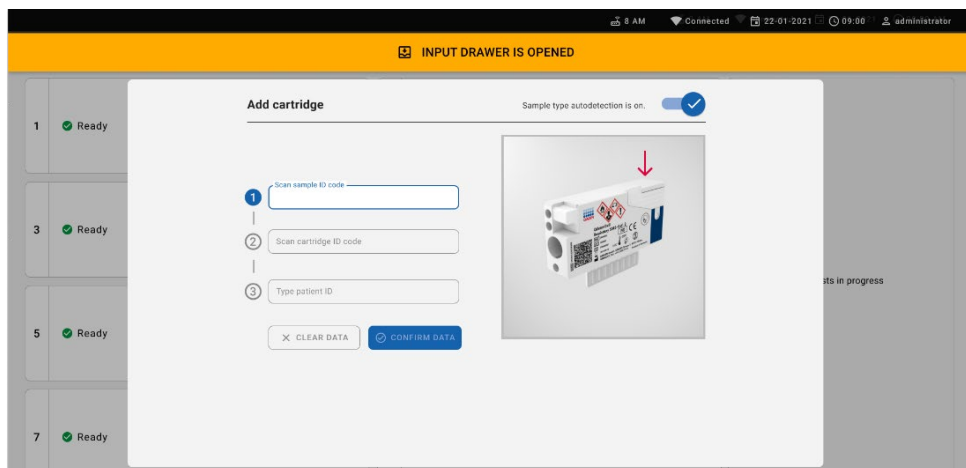 8 AM Connected 22-01-2021 09:00 administrator
INPUT DRAWER IS OPENED
Add cartridge
Sample type autodetection is on.
1 Ready
1 Scan sample ID code
3 Ready
2 Scan cartridge ID code
3 Type patient ID
sts in progress
5 Ready
CLEAR DATA CONFIRM DATA
7 Ready